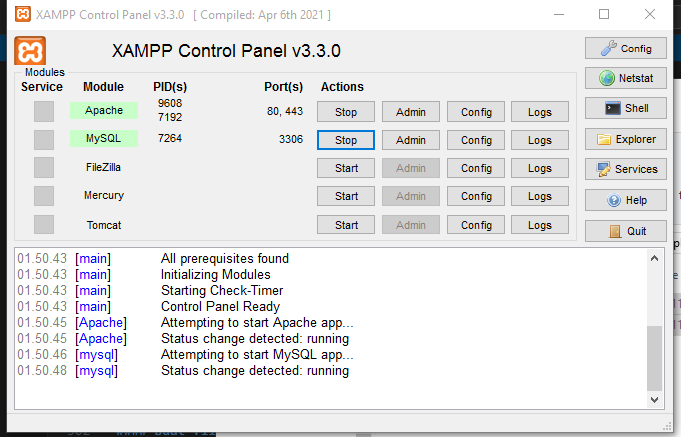 XAMPP Control Panel v3.3.0 [ Compiled: Apr 6th 2021 ]
XAMPP Control Panel v3.3.0
Config
Modules
Service Module PID(s) Port(s) Actions
Netstat
Apache 9608 7192 80, 443 Stop Admin Config Logs
Shell
MySQL 7264 3306 Stop Admin Config Logs
Explorer
FileZilla Start Admin Config Logs
Services
Mercury Start Admin Config Logs
Help
Tomcat Start Admin Config Logs
Quit
01.50.43 [main] All prerequisites found
01.50.43 [main] Initializing Modules
01.50.43 [main] Starting Check-Timer
01.50.43 [main] Control Panel Ready
01.50.45 [Apache] Attempting to start Apache app...
01.50.45 [Apache] Status change detected: running
01.50.46 [mysql] Attempting to start MySQL app...
01.50.48 [mysql] Status change detected: running